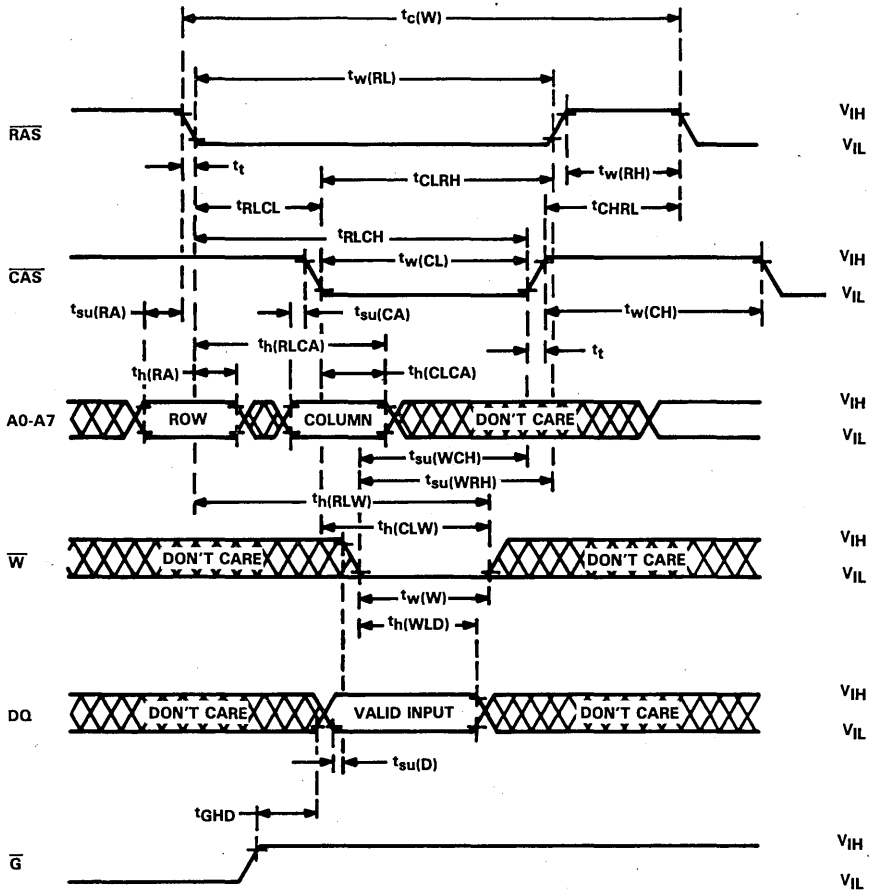 tc(W)
tw(RL)
VIH
R̅A̅S̅
VIL
tt
tCLRH
tw(RH)
tRLCL
tCHRL
tRLCH
VIH
C̅A̅S̅
tw(CL)
VIL
tsu(RA)
tsu(CA)
tw(CH)
th(RLCA)
tt
th(RA)
th(CLCA)
VIH
A0-A7
ROW
COLUMN
DON'T CARE
VIL
tsu(WCH)
tsu(WRH)
th(RLW)
th(CLW)
VIH
W̅
DON'T CARE
DON'T CARE
VIL
tw(W)
th(WLD)
VIH
DQ
DON'T CARE
VALID INPUT
DON'T CARE
VIL
tsu(D)
tGHD
VIH
G̅
VIL